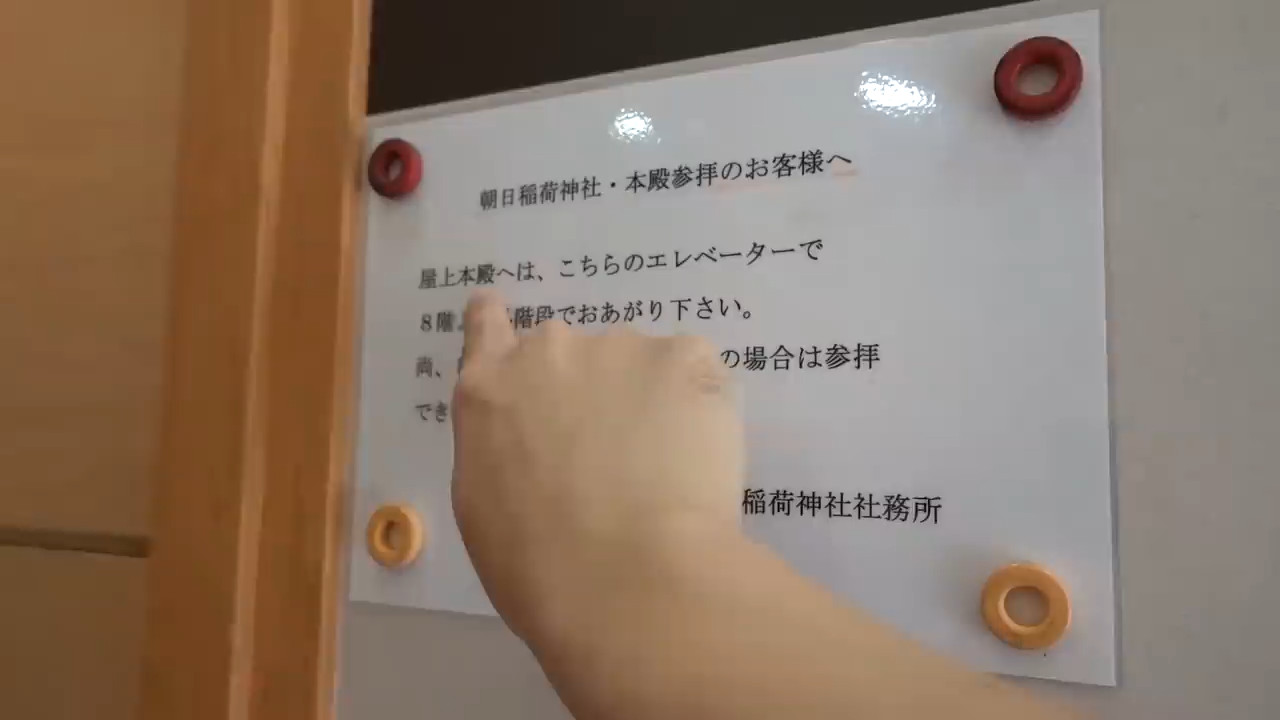 朝日稲荷神社・本殿参拝のお客様へ
屋上本殿へは、こちらのエレベーターで
8階 階段でおあがり下さい。
尚、 の場合は参拝
でき
稲荷神社社務所